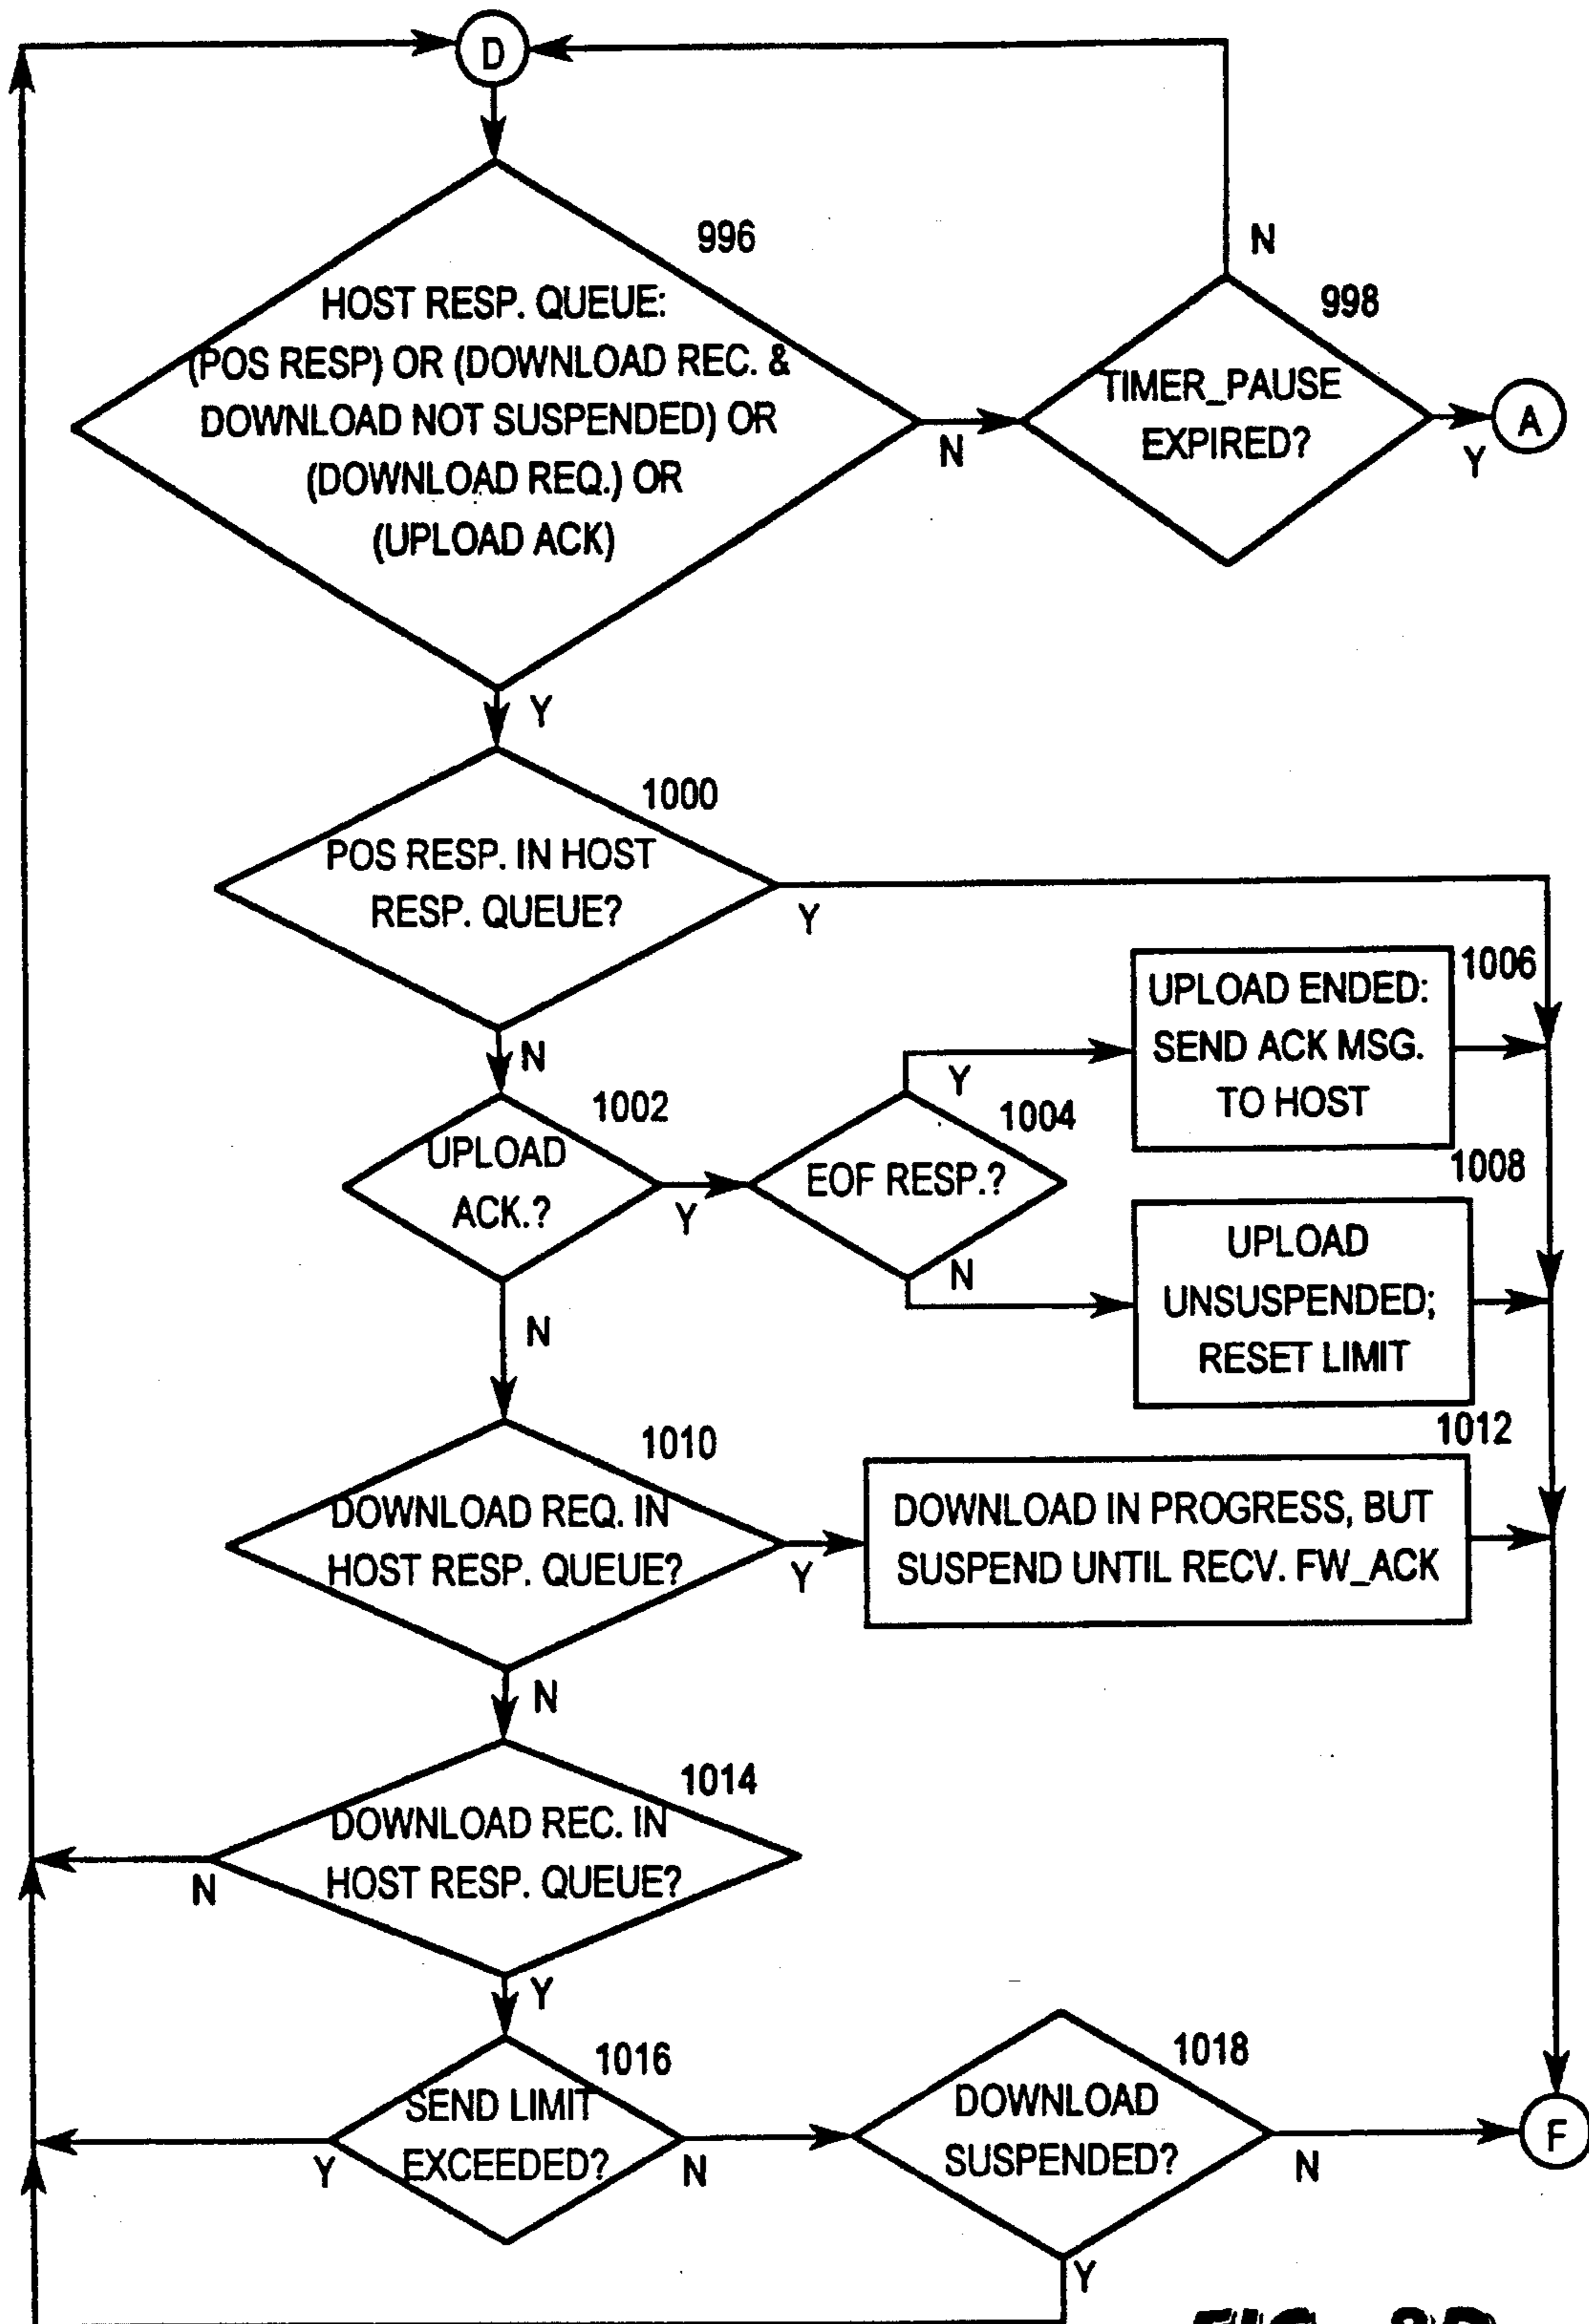 D
996
HOST RESP. QUEUE:
(POS RESP) OR (DOWNLOAD REC. &
DOWNLOAD NOT SUSPENDED) OR
(DOWNLOAD REQ.) OR
(UPLOAD ACK)
N
Y
998
TIMER_PAUSE
EXPIRED?
N
Y
A
1000
POS RESP. IN HOST
RESP. QUEUE?
Y
N
1002
UPLOAD
ACK.?
Y
N
1004
EOF RESP.?
Y
N
1006
UPLOAD ENDED:
SEND ACK MSG.
TO HOST
1008
UPLOAD
UNSUSPENDED;
RESET LIMIT
1010
DOWNLOAD REQ. IN
HOST RESP. QUEUE?
Y
N
1012
DOWNLOAD IN PROGRESS, BUT
SUSPEND UNTIL RECV. FW_ACK
1014
DOWNLOAD REC. IN
HOST RESP. QUEUE?
N
Y
1016
SEND LIMIT
EXCEEDED?
Y
N
1018
DOWNLOAD
SUSPENDED?
N
Y
F